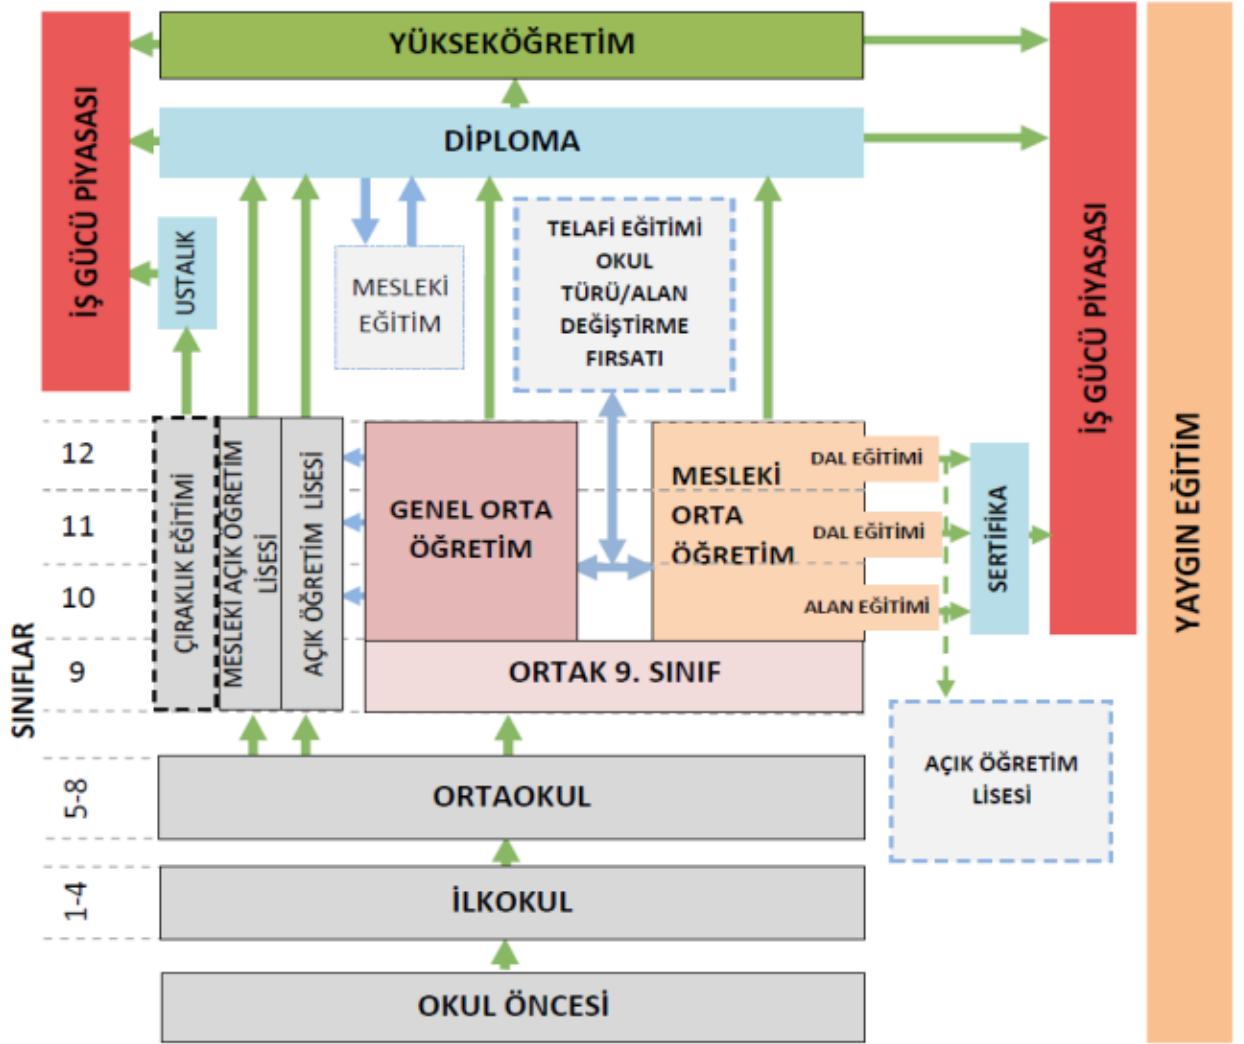 YÜKSEKÖĞRETİM
DİPLOMA
İŞ GÜCÜ PİYASASI
USTALIK
MESLEKİ
EĞİTİM
TELAFİ EĞİTİMİ
OKUL
TÜRÜ/ALAN
DEĞİŞTİRME
FIRSATI
İŞ GÜCÜ PİYASASI
YAYGIN EĞİTİM
SINIFLAR
12
11
10
9
5-8
1-4
ÇIRAKLIK EĞİTİMİ
MESLEKİ AÇIK ÖĞRETİM
LİSESİ
AÇIK ÖĞRETİM LİSESİ
GENEL ORTA
ÖĞRETİM
MESLEKİ
ORTA
ÖĞRETİM
DAL EĞİTİMİ
DAL EĞİTİMİ
ALAN EĞİTİMİ
SERTİFİKA
ORTAK 9. SINIF
AÇIK ÖĞRETİM
LİSESİ
ORTAOKUL
İLKOKUL
OKUL ÖNCESİ